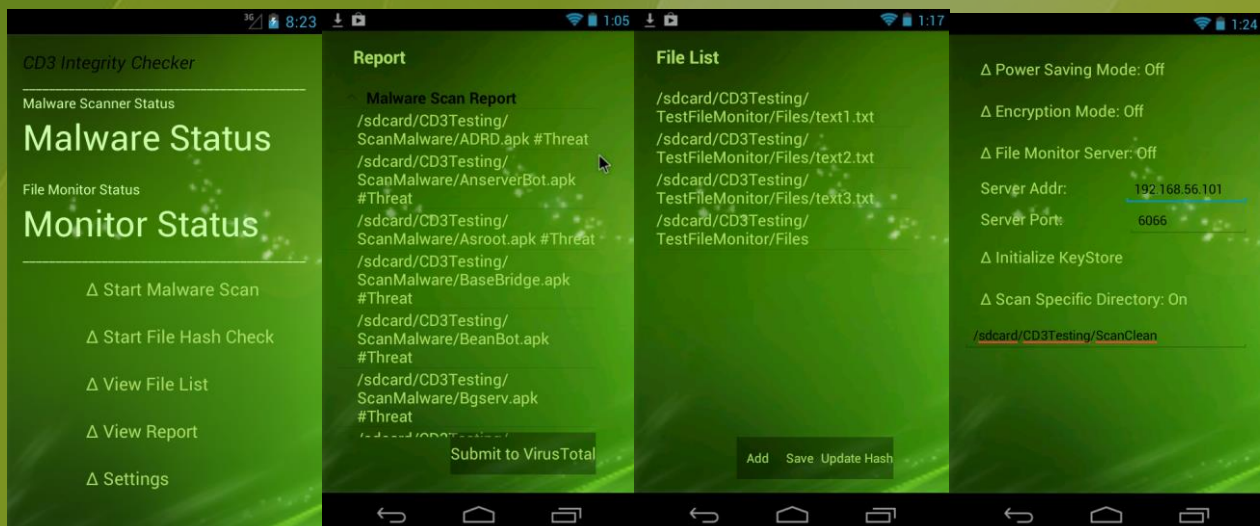 8:23
CD3 Integrity Checker
Malware Scanner Status
Malware Status
File Monitor Status
Monitor Status
Δ Start Malware Scan
Δ Start File Hash Check
Δ View File List
Δ View Report
Δ Settings
1:05
Report
Malware Scan Report
/sdcard/CD3Testing/
ScanMalware/ADRD.apk #Threat
/sdcard/CD3Testing/
ScanMalware/AnserverBot.apk
#Threat
/sdcard/CD3Testing/
ScanMalware/Asroot.apk #Threat
/sdcard/CD3Testing/
ScanMalware/BaseBridge.apk
#Threat
/sdcard/CD3Testing/
ScanMalware/BeanBot.apk
#Threat
/sdcard/CD3Testing/
ScanMalware/Bgserv.apk
#Threat
Submit to VirusTotal
1:17
File List
/sdcard/CD3Testing/
TestFileMonitor/Files/text1.txt
/sdcard/CD3Testing/
TestFileMonitor/Files/text2.txt
/sdcard/CD3Testing/
TestFileMonitor/Files/text3.txt
/sdcard/CD3Testing/
TestFileMonitor/Files
Add Save Update Hash
1:24
Δ Power Saving Mode: Off
Δ Encryption Mode: Off
Δ File Monitor Server: Off
Server Addr: 192.168.56.101
Server Port: 6066
Δ Initialize KeyStore
Δ Scan Specific Directory: On
/sdcard/CD3Testing/ScanClean